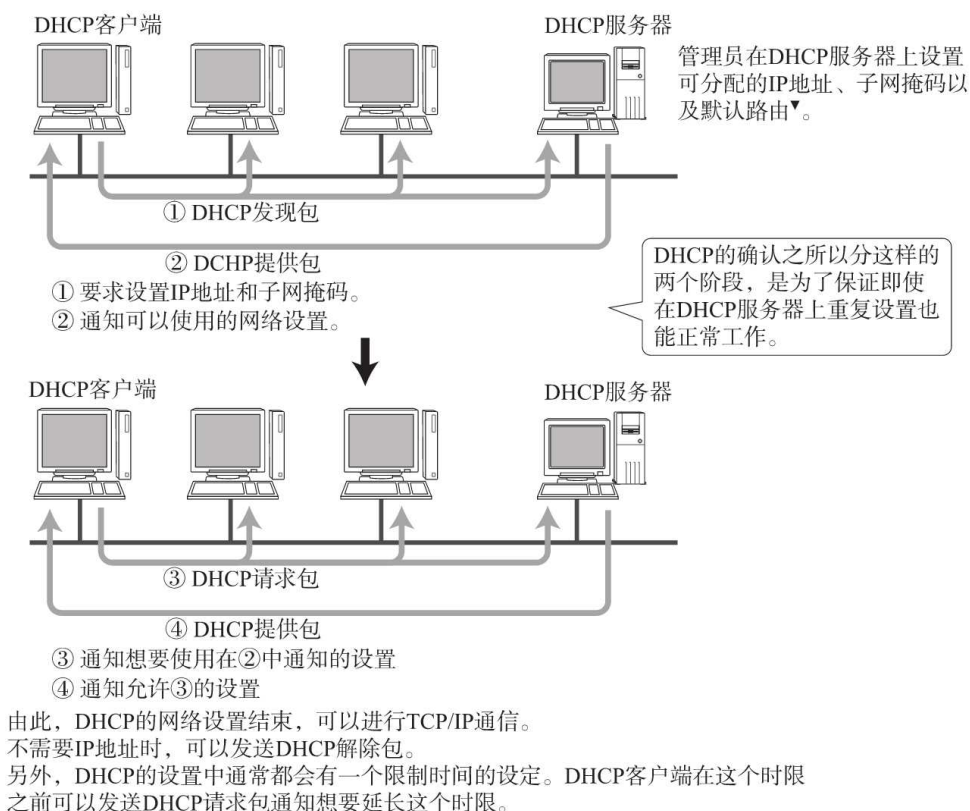 DHCP客户端
DHCP服务器
管理员在DHCP服务器上设置
可分配的IP地址、子网掩码以
及默认路由▼。
① DHCP发现包
② DCHP提供包
① 要求设置IP地址和子网掩码。
② 通知可以使用的网络设置。
DHCP的确认之所以分这样的
两个阶段，是为了保证即使
在DHCP服务器上重复设置也
能正常工作。
DHCP客户端
DHCP服务器
③ DHCP请求包
④ DHCP提供包
③ 通知想要使用在②中通知的设置
④ 通知允许③的设置
由此，DHCP的网络设置结束，可以进行TCP/IP通信。
不需要IP地址时，可以发送DHCP解除包。
另外，DHCP的设置中通常都会有一个限制时间的设定。DHCP客户端在这个时限
之前可以发送DHCP请求包通知想要延长这个时限。